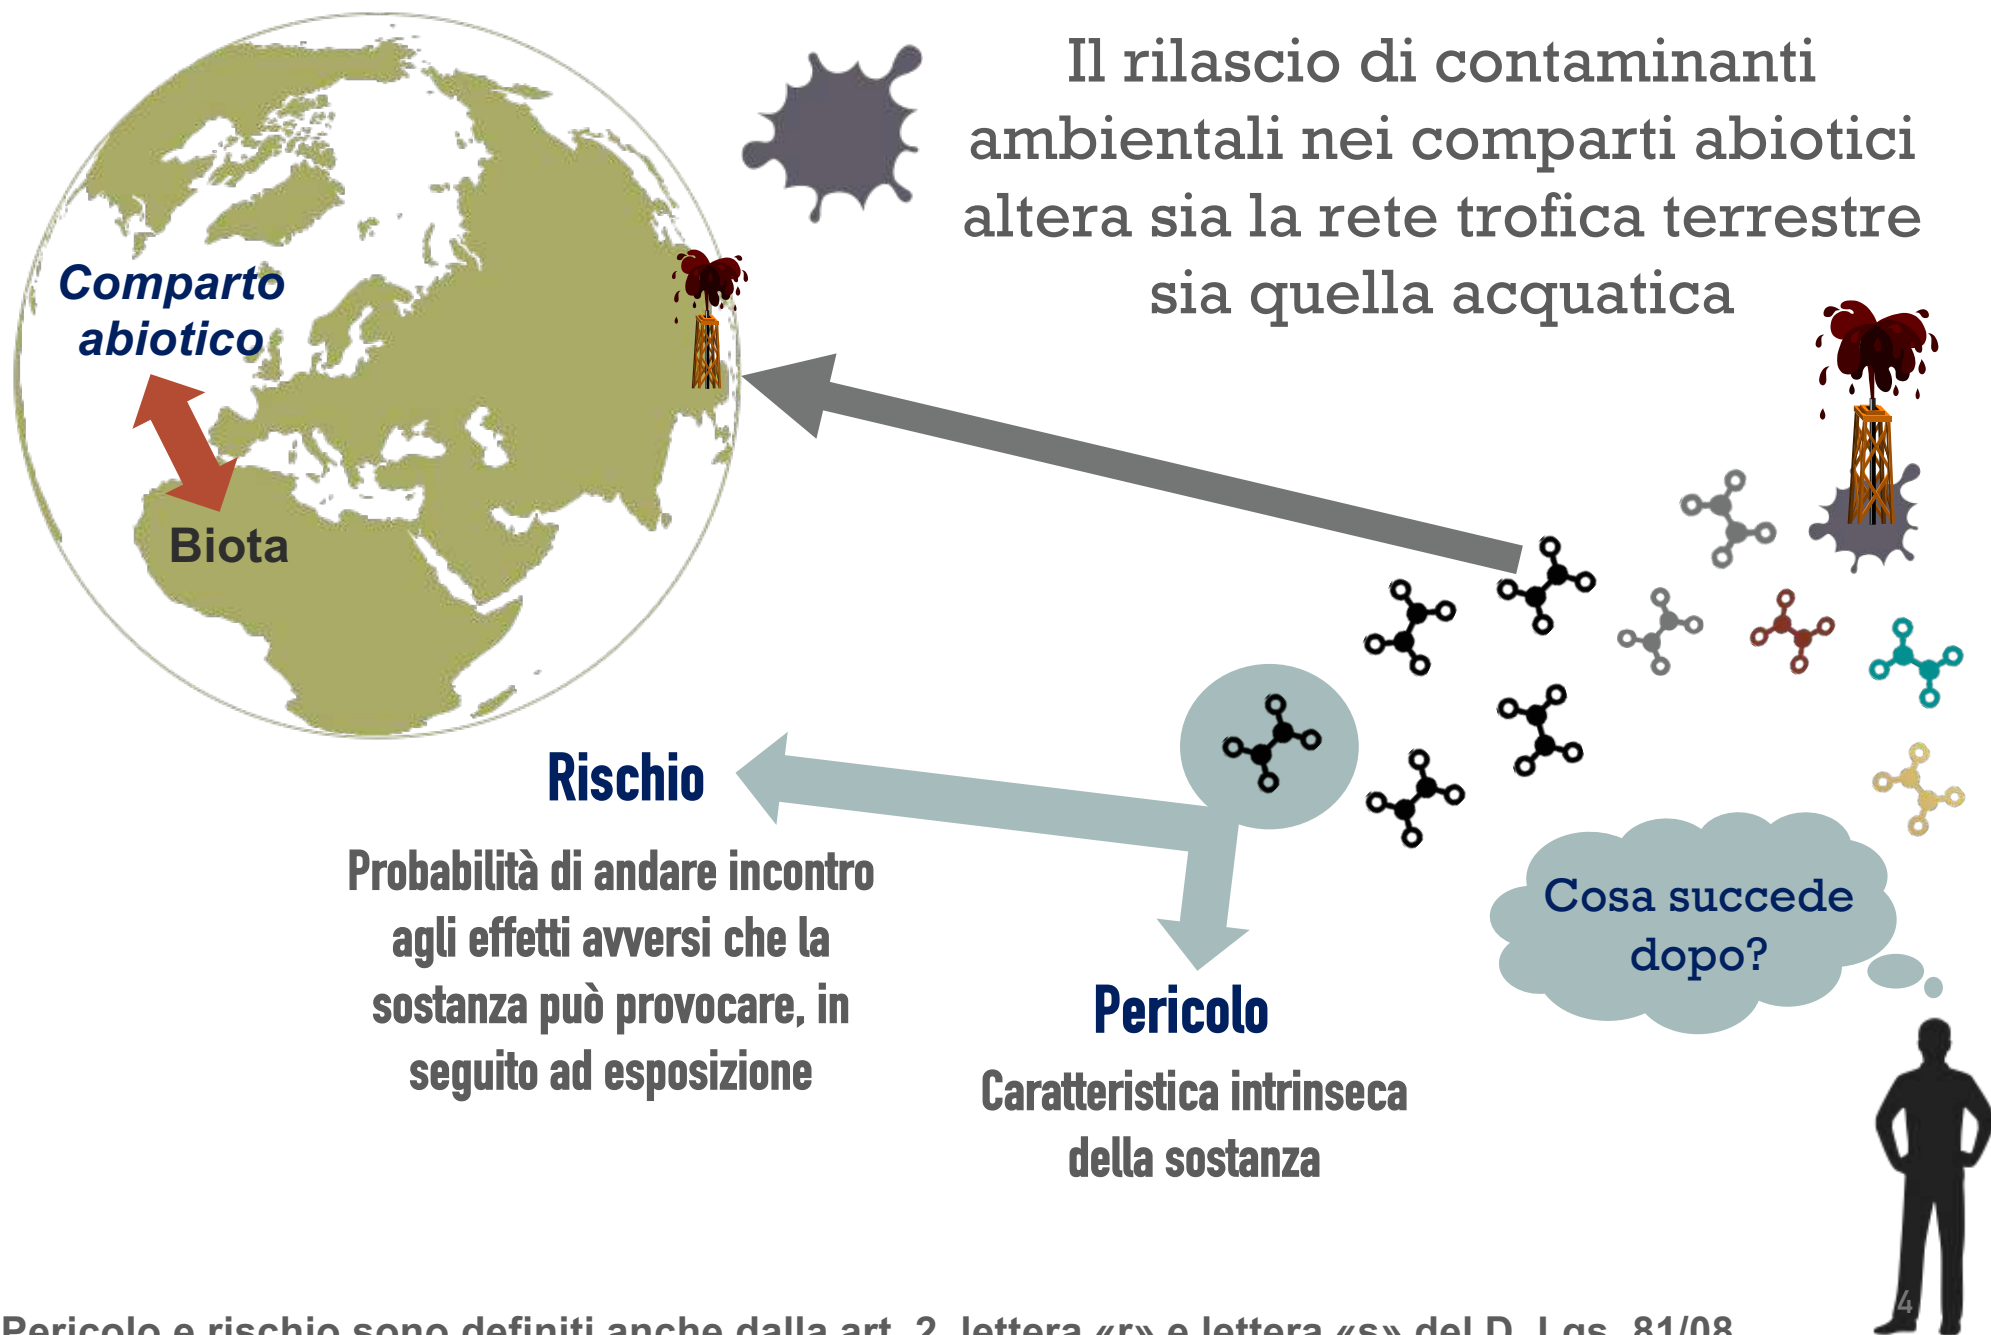 Il rilascio di contaminanti
ambientali nei comparti abiotici
altera sia la rete trofica terrestre
sia quella acquatica
Comparto
abiotico
Biota
Rischio
Probabilità di andare incontro
agli effetti avversi che la
sostanza può provocare, in
seguito ad esposizione
Pericolo
Caratteristica intrinseca
della sostanza
Cosa succede
dopo?
4
Pericolo e rischio sono definiti anche dalla art. 2, lettera «r» e lettera «s» del D. Lgs. 81/08